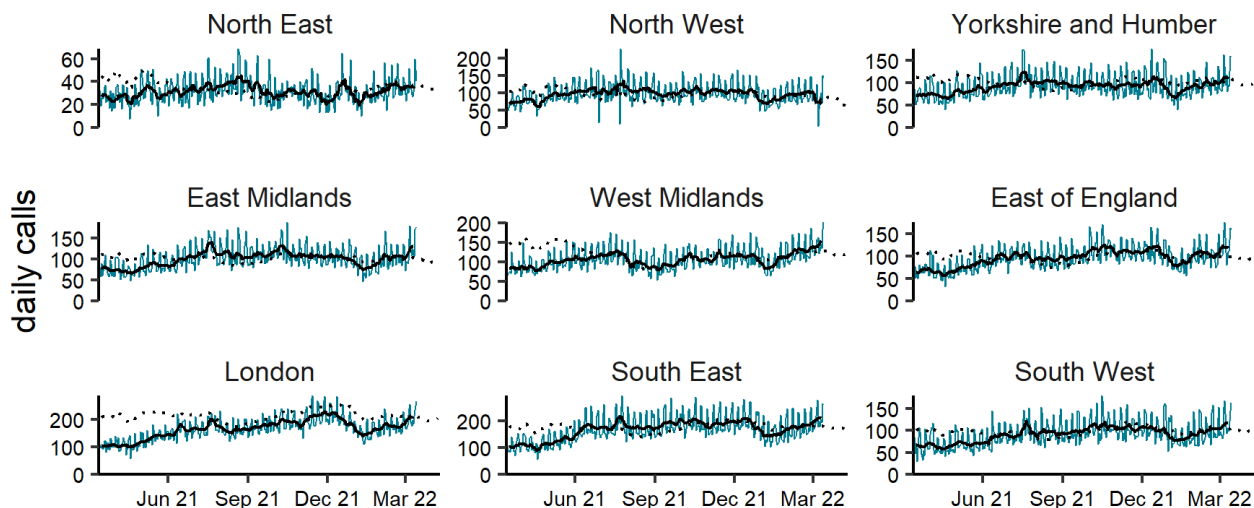 North East
North West
Yorkshire and Humber
60
40
20
0
200
150
100
50
0
150
100
50
0
daily calls
East Midlands
West Midlands
East of England
150
100
50
0
200
150
100
50
0
150
100
50
0
London
South East
South West
200
100
0
200
100
0
150
100
50
0
Jun 21 Sep 21 Dec 21 Mar 22
Jun 21 Sep 21 Dec 21 Mar 22
Jun 21 Sep 21 Dec 21 Mar 22